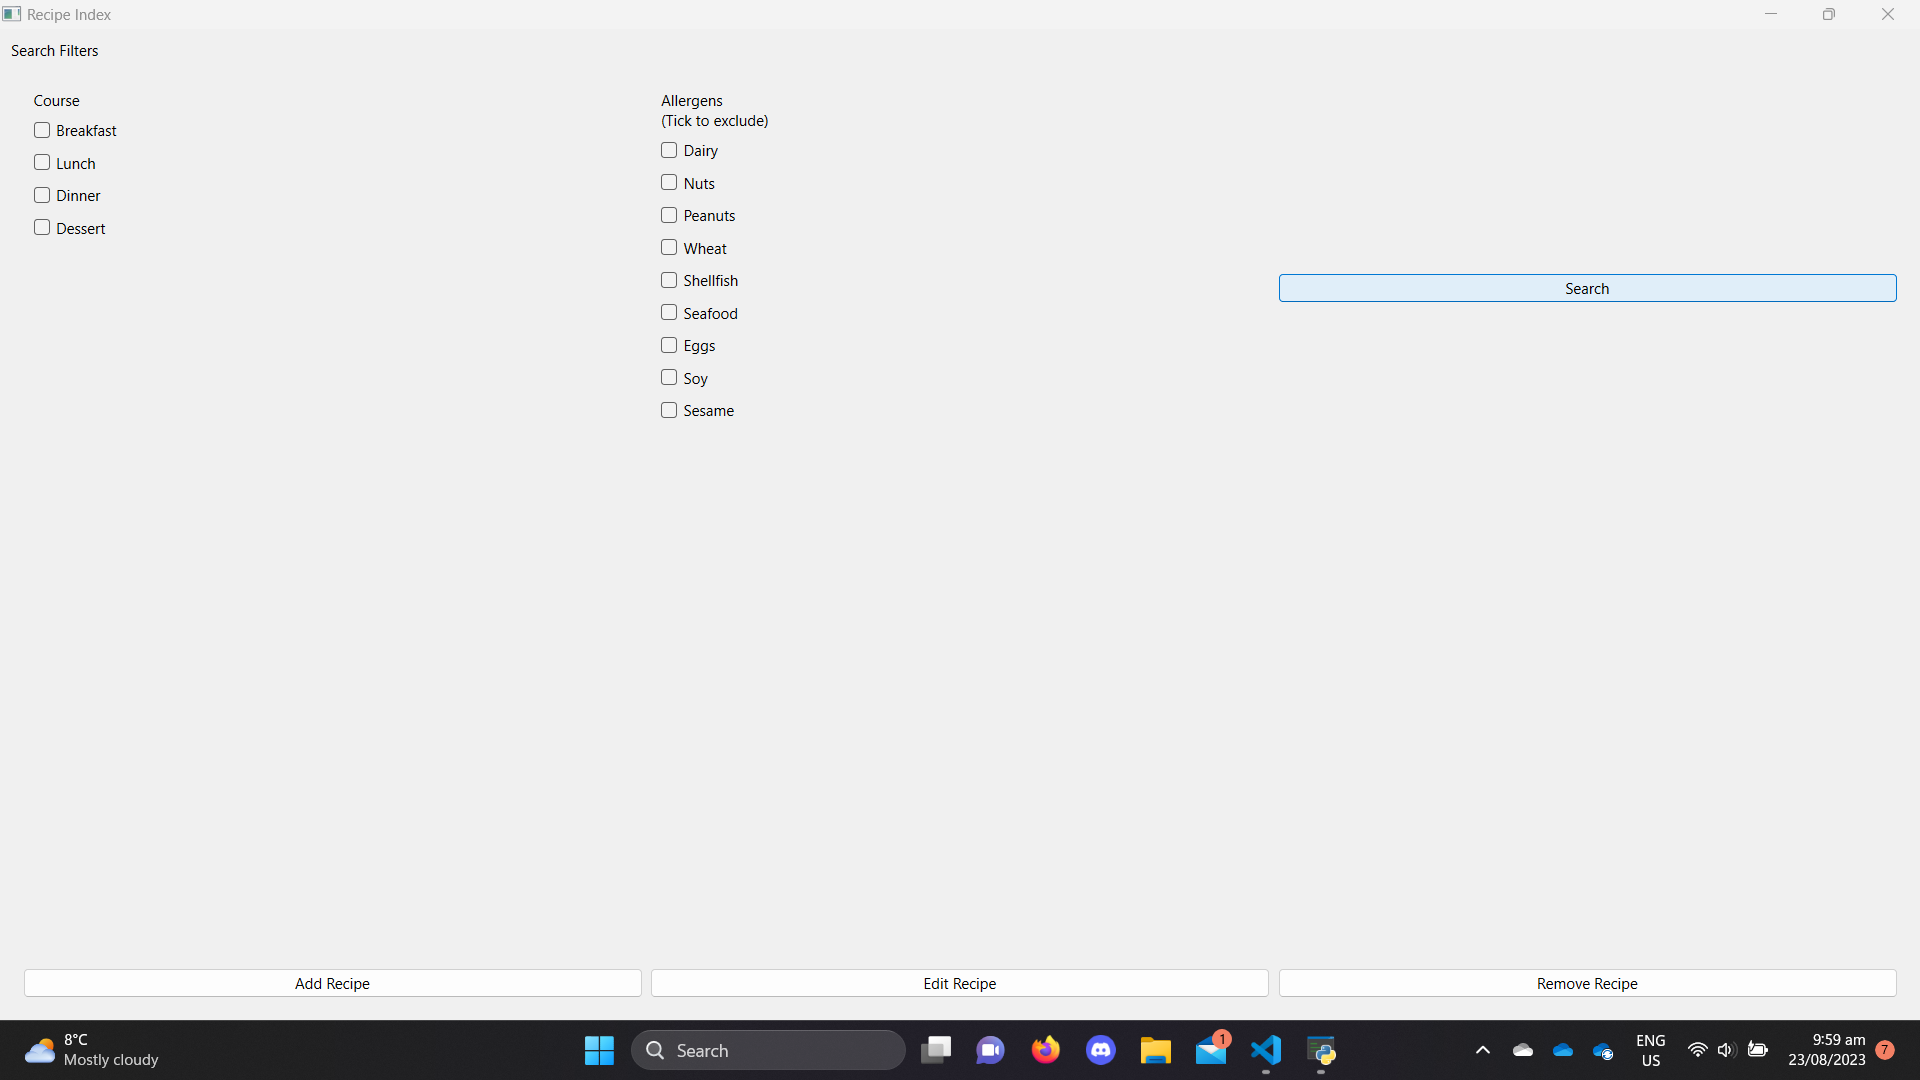 Recipe Index
Search Filters
Course
Breakfast
Lunch
Dinner
Dessert
Allergens
(Tick to exclude)
Dairy
Nuts
Peanuts
Wheat
Shellfish
Seafood
Eggs
Soy
Sesame
Search
Add Recipe
Edit Recipe
Remove Recipe
8°C
Mostly cloudy
Search
1
ENG
US
9:59 am
23/08/2023
7